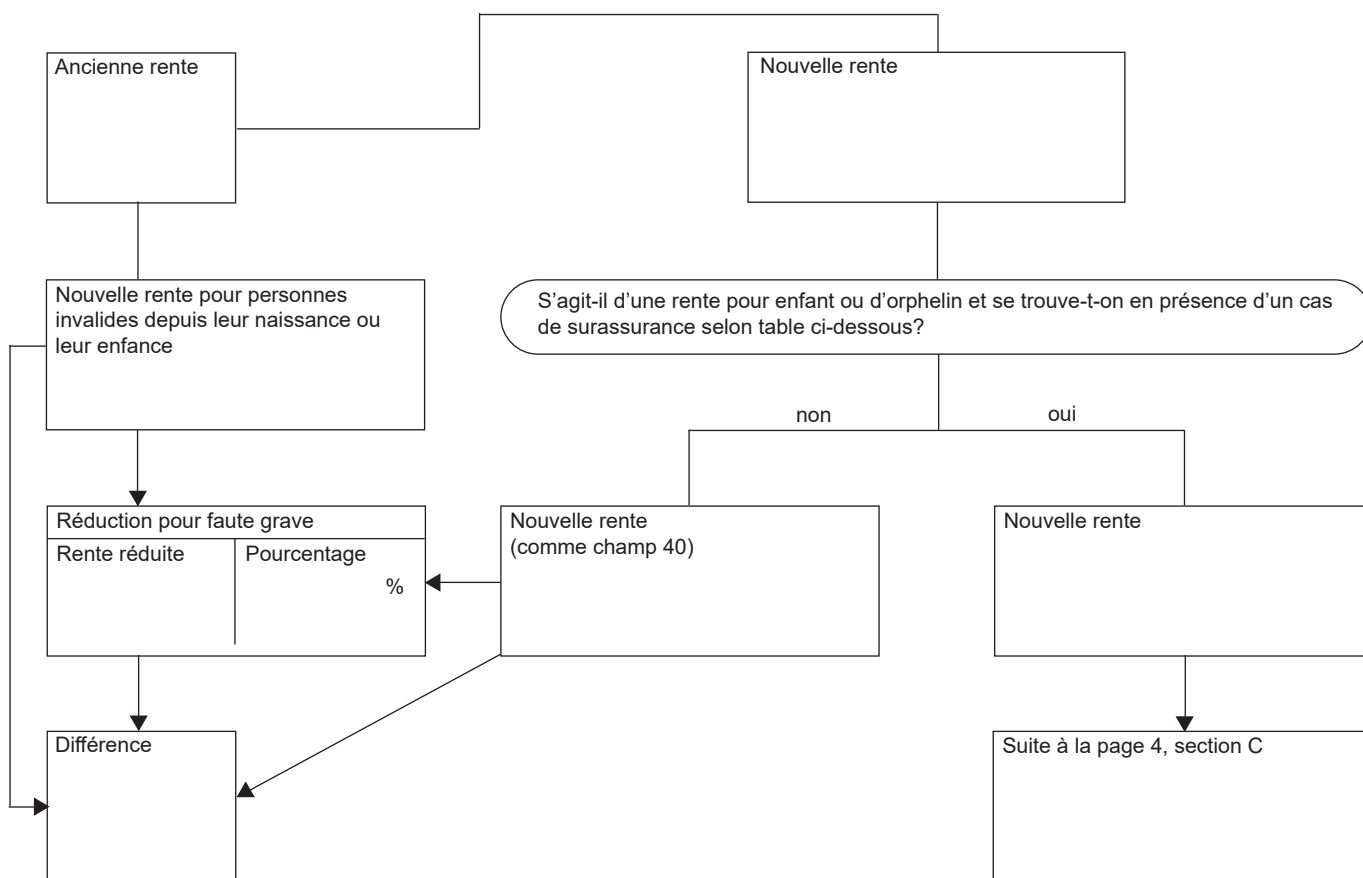 Ancienne rente
Nouvelle rente
Nouvelle rente pour personnes
invalides depuis leur naissance ou
leur enfance
S'agit-il d'une rente pour enfant ou d'orphelin et se trouve-t-on en présence d'un cas
de surassurance selon table ci-dessous?
non
oui
Réduction pour faute grave
Rente réduite
Pourcentage
%
Nouvelle rente
(comme champ 40)
Nouvelle rente
Différence
Suite à la page 4, section C